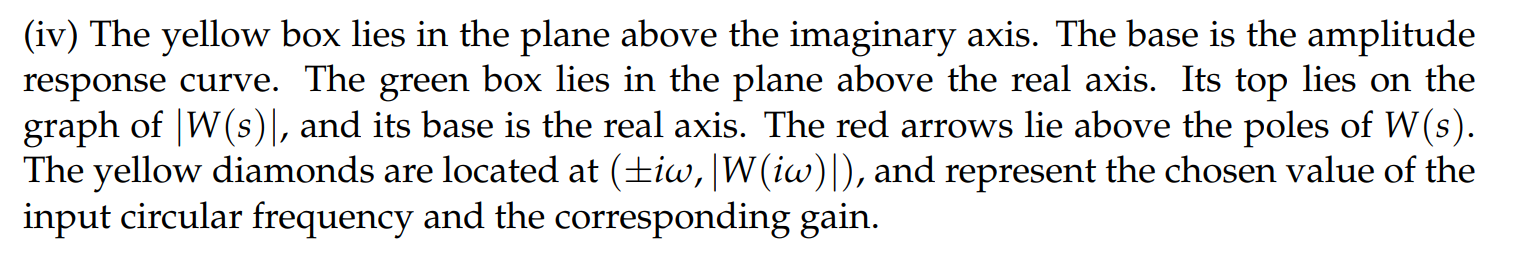 (iv) The yellow box lies in the plane above the imaginary axis. The base is the amplitude
response curve. The green box lies in the plane above the real axis. Its top lies on the
graph of |W(s)|, and its base is the real axis. The red arrows lie above the poles of W(s).
The yellow diamonds are located at (±iω, |W(iω)|), and represent the chosen value of the
input circular frequency and the corresponding gain.